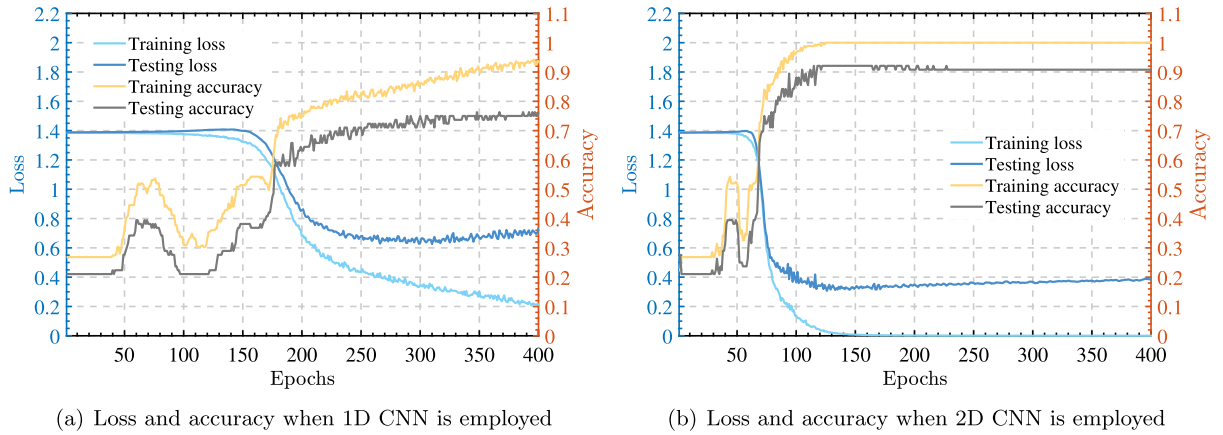 2.2
2
1.8
1.6
1.4
1.2
1
0.8
0.6
0.4
0.2
0
Loss
Training loss
Testing loss
Training accuracy
Testing accuracy
1.1
1
0.9
0.8
0.7
0.6
0.5
0.4
0.3
0.2
0.1
0
Accuracy
50 100 150 200 250 300 350 400
Epochs
(a) Loss and accuracy when 1D CNN is employed
2.2
2
1.8
1.6
1.4
1.2
1
0.8
0.6
0.4
0.2
0
Loss
Training loss
Testing loss
Training accuracy
Testing accuracy
1.1
1
0.9
0.8
0.7
0.6
0.5
0.4
0.3
0.2
0.1
0
Accuracy
50 100 150 200 250 300 350 400
Epochs
(b) Loss and accuracy when 2D CNN is employed